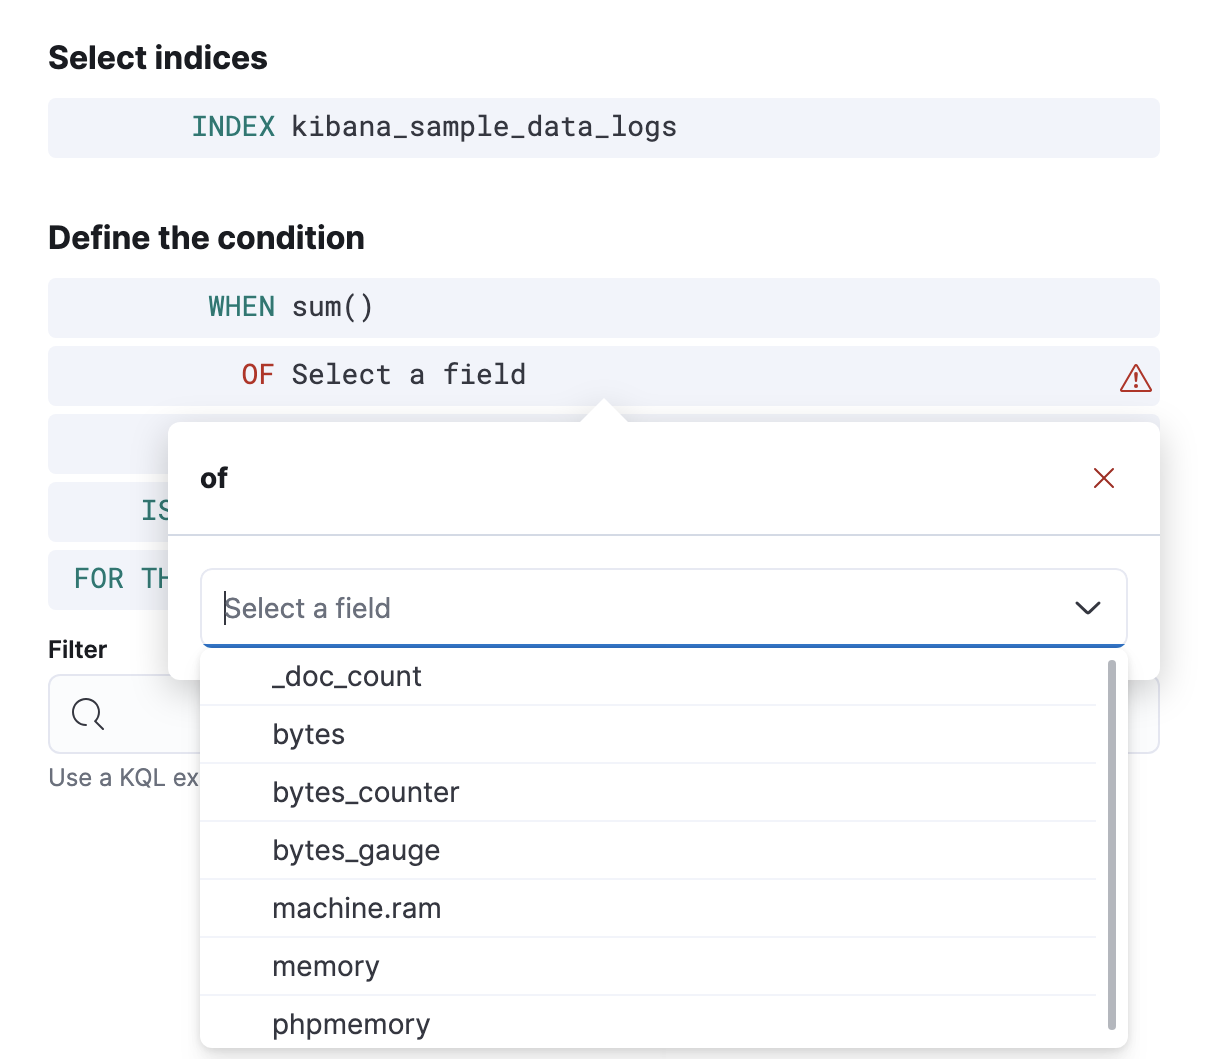 Select indices
INDEX kibana_sample_data_logs
Define the condition
WHEN sum()
OF Select a field
of
IS
FOR TH
Select a field
Filter
_doc_count
bytes
Use a KQL ex
bytes_counter
bytes_gauge
machine.ram
memory
phpmemory